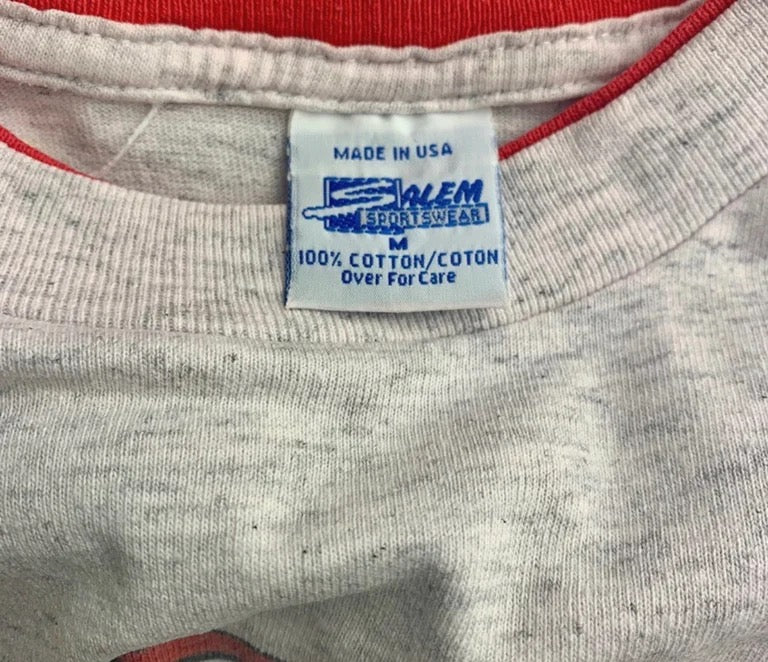 MADE IN USA
SALEM
SPORTSWEAR
M
100% COTTON/COTON
Over For Care